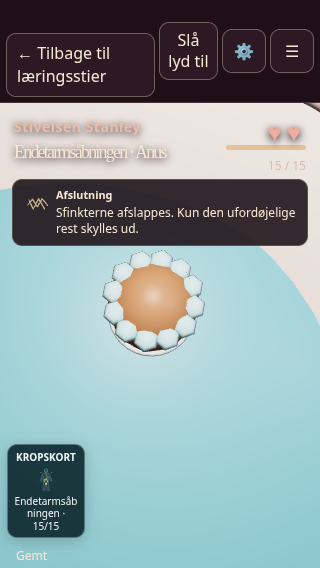 ← Tilbage til
læringsstier
Slå
lyd til
Stivelsen Stanley
Endetarmsåbningen · Anus
15 / 15
Afslutning
Sfinkterne afslappes. Kun den ufordøjelige
rest skylles ud.
KROPSKORT
Endetarmsåb
ningen ·
15/15
Gemt